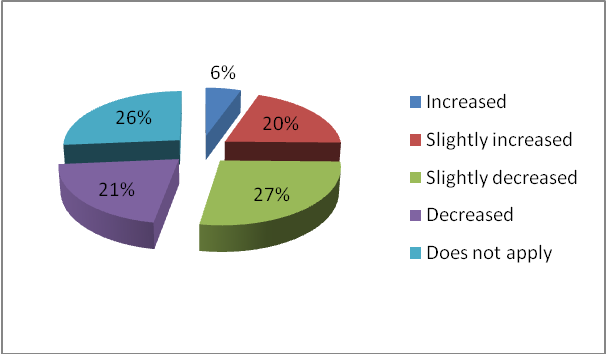 6%
20%
27%
21%
26%
Increased
Slightly increased
Slightly decreased
Decreased
Does not apply